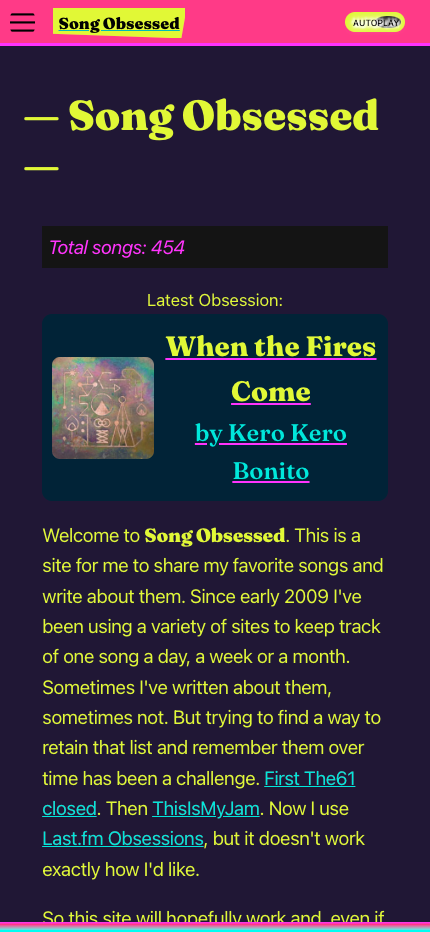 Song Obsessed
AUTOPLAY
— Song Obsessed
—
Total songs: 454
Latest Obsession:
When the Fires
Come
by Kero Kero
Bonito
Welcome to Song Obsessed. This is a
site for me to share my favorite songs and
write about them. Since early 2009 I've
been using a variety of sites to keep track
of one song a day, a week or a month.
Sometimes I've written about them,
sometimes not. But trying to find a way to
retain that list and remember them over
time has been a challenge. First The61
closed. Then ThisIsMyJam. Now I use
Last.fm Obsessions, but it doesn't work
exactly how I'd like.
So this site will hopefully work and, even if